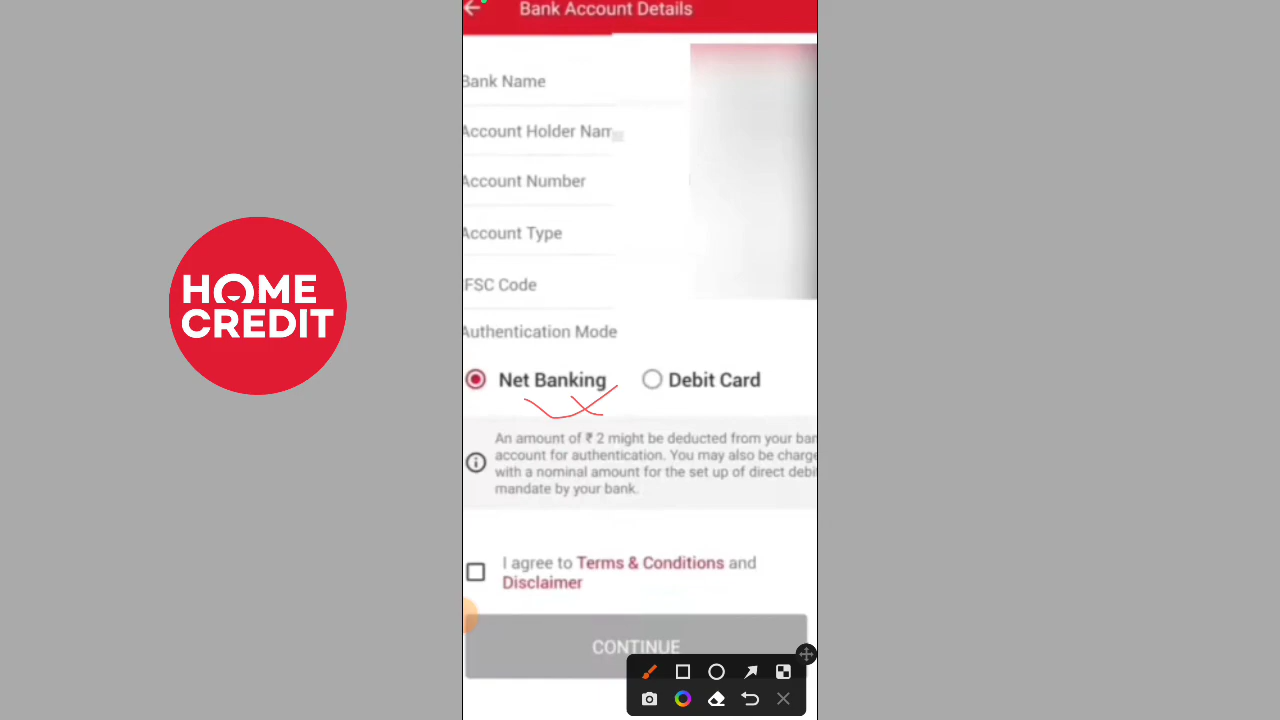 Bank Account Details
Bank Name
Account Holder Nam
Account Number
Account Type
FSC Code
Authentication Mode
Net Banking
Debit Card
An amount of ₹ 2 might be deducted from your ban
account for authentication. You may also be charge
with a nominal amount for the set up of direct debi
mandate by your bank.
I agree to Terms & Conditions and
Disclaimer
CONTINUE
HOME
CREDIT